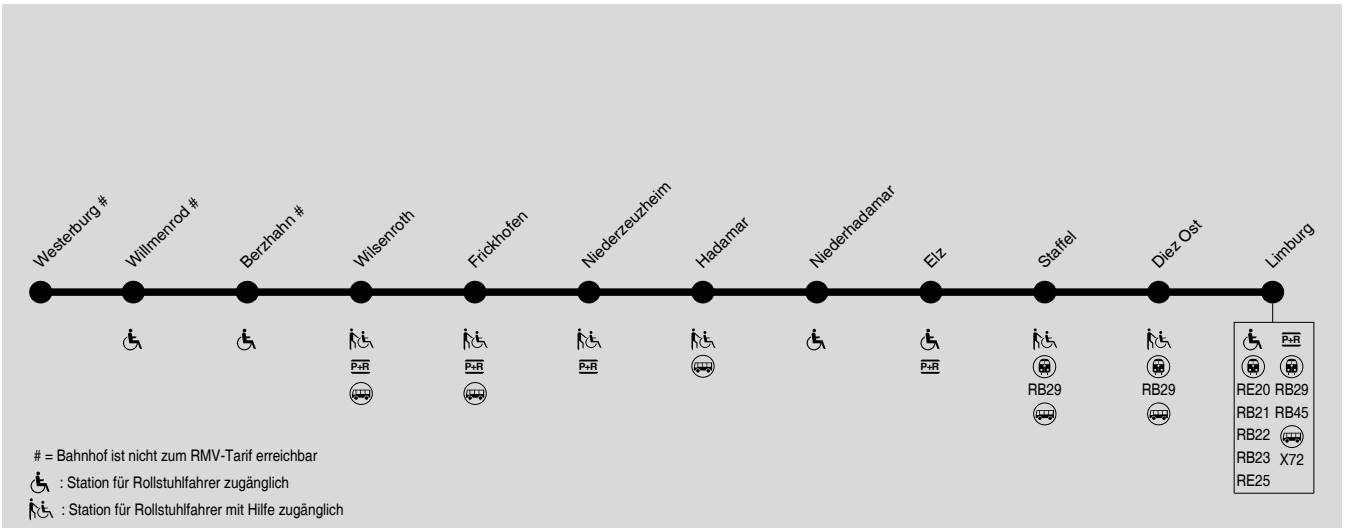 Westerburg #
Willmenrod #
Berzhahn #
Wilsenroth
Frickhofen
Niederzeuzheim
Hadamar
Niederhadamar
Elz
Staffel
Diez Ost
Limburg
P+R
P+R
P+R
P+R
P+R
RB29
RB29
RE20 RB29
RB21 RB45
RB22
RB23 X72
RE25
# = Bahnhof ist nicht zum RMV-Tarif erreichbar
: Station für Rollstuhlfahrer zugänglich
: Station für Rollstuhlfahrer mit Hilfe zugänglich